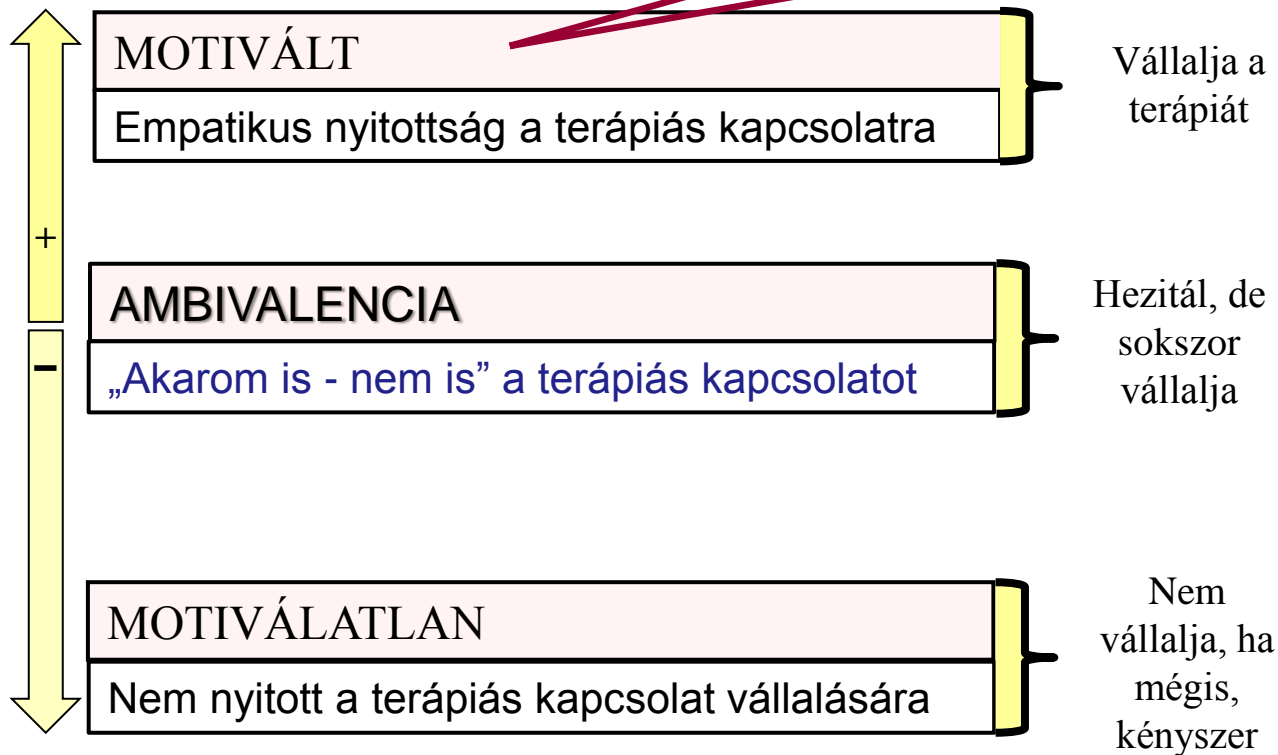 MOTIVÁLT
Empatikus nyitottság a terápiás kapcsolatra
Vállalja a
terápiát
+
AMBIVALENCIA
„Akarom is - nem is” a terápiás kapcsolatot
Hezitál, de
sokszor
vállalja
-
MOTIVÁLATLAN
Nem nyitott a terápiás kapcsolat vállalására
Nem
vállalja, ha
mégis,
kényszer